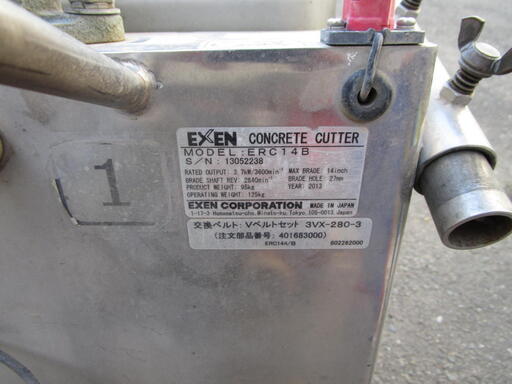 1
EXEN CONCRETE CUTTER
MODEL: ERC14B
S/N: 13052238
RATED OUTPUT: 3.7kW/3600min⁻¹ MAX BRADE: 14inch
BRADE SHAFT REV: 2840min⁻¹ BRADE HOLE: 27mm
PRODUCT WEIGHT: 95kg YEAR: 2013
OPERATING WEIGHT: 125kg
EXEN CORPORATION MADE IN JAPAN
1-17-3 Hamamatsu-cho, Minato-ku, Tokyo, 105-0013, Japan
交換ベルト: Vベルトセット 3VX-280-3
(注文部品番号: 401683000)
ERC14A/B 602282000